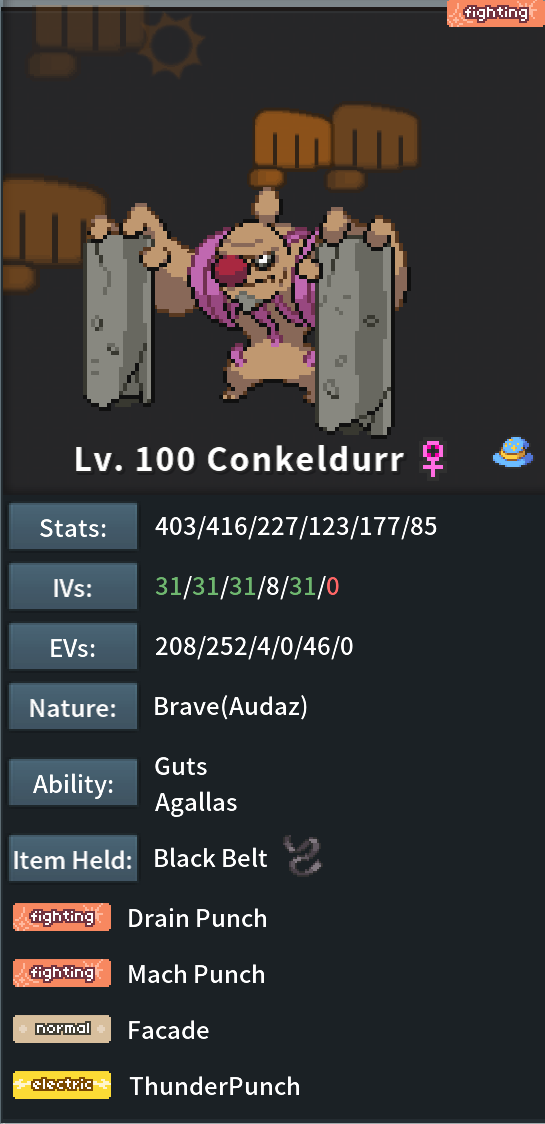 fighting
Lv. 100 Conkeldurr ♀
Stats: 403/416/227/123/177/85
IVs: 31/31/31/8/31/0
EVs: 208/252/4/0/46/0
Nature: Brave(Audaz)
Ability: Guts
Agallas
Item Held: Black Belt
fighting Drain Punch
fighting Mach Punch
normal Facade
electric ThunderPunch